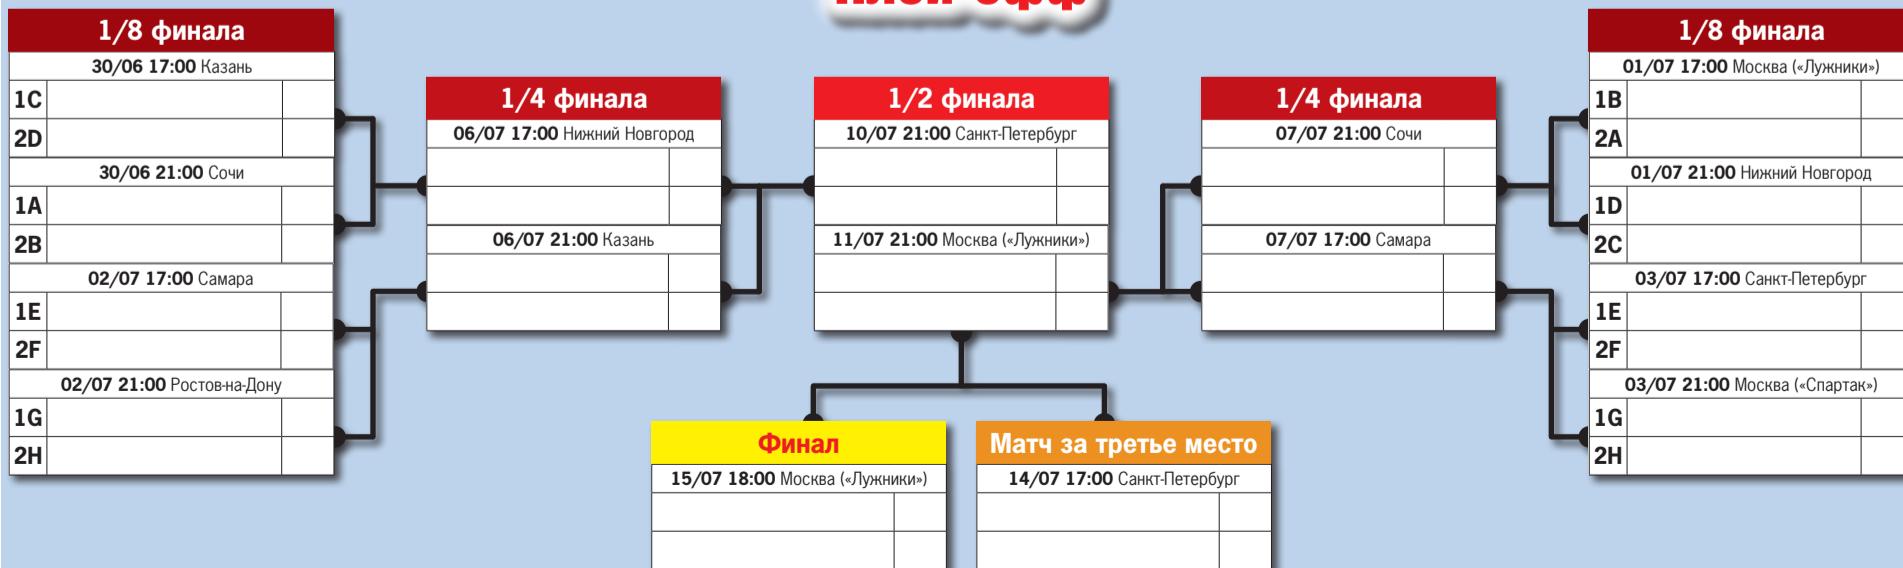 плей-офф
1/8 финала
30/06 17:00 Казань
1C
2D
30/06 21:00 Сочи
1A
2B
02/07 17:00 Самара
1E
2F
02/07 21:00 Ростов-на-Дону
1G
2H
1/4 финала
06/07 17:00 Нижний Новгород
06/07 21:00 Казань
1/2 финала
10/07 21:00 Санкт-Петербург
11/07 21:00 Москва («Лужники»)
1/4 финала
07/07 21:00 Сочи
07/07 17:00 Самара
1/8 финала
01/07 17:00 Москва («Лужники»)
1B
2A
01/07 21:00 Нижний Новгород
1D
2C
03/07 17:00 Санкт-Петербург
1E
2F
03/07 21:00 Москва («Спартак»)
1G
2H
Финал
15/07 18:00 Москва («Лужники»)
Матч за третье место
14/07 17:00 Санкт-Петербург